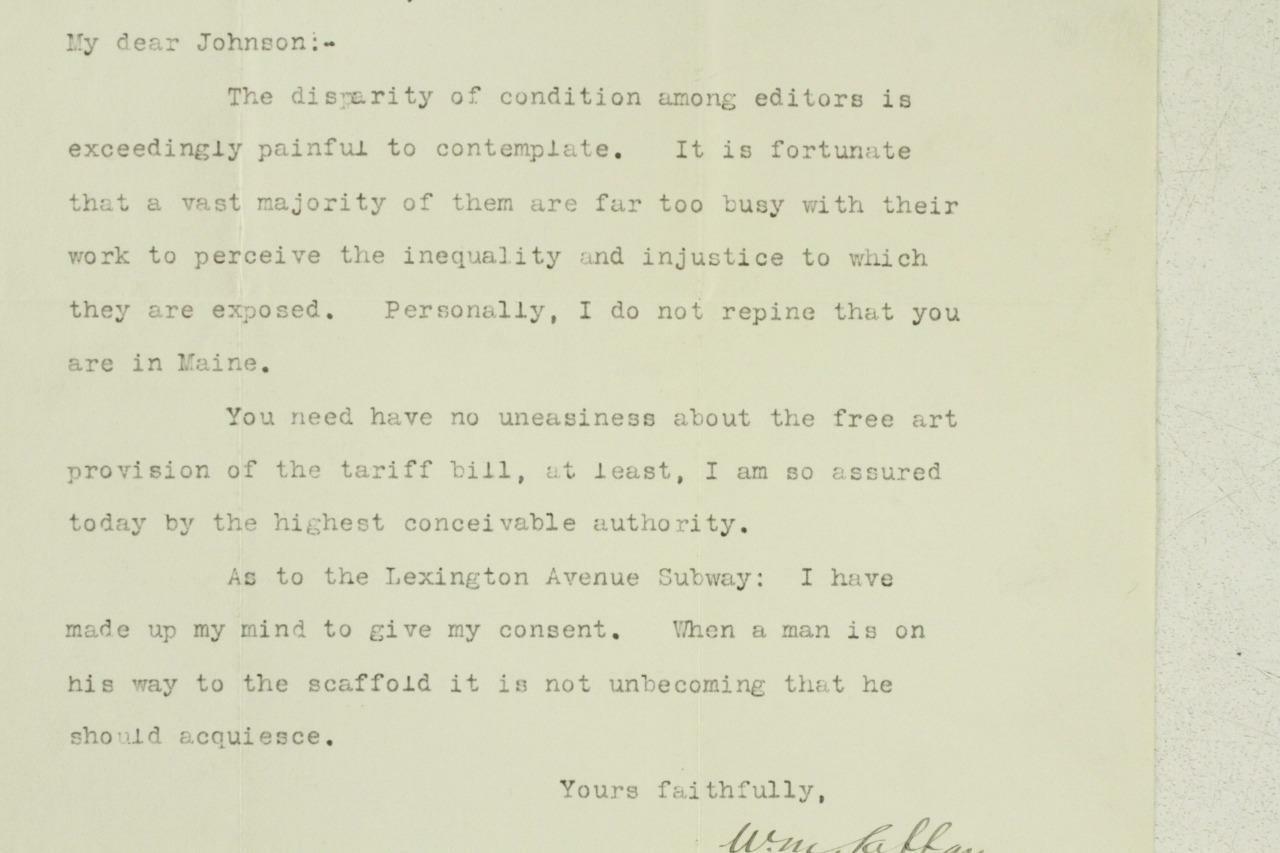 My dear Johnson:-
The disparity of condition among editors is
exceedingly painful to contemplate. It is fortunate
that a vast majority of them are far too busy with their
work to perceive the inequality and injustice to which
they are exposed. Personally, I do not repine that you
are in Maine.
You need have no uneasiness about the free art
provision of the tariff bill, at least, I am so assured
today by the highest conceivable authority.
As to the Lexington Avenue Subway: I have
made up my mind to give my consent. When a man is on
his way to the scaffold it is not unbecoming that he
should acquiesce.
Yours faithfully,